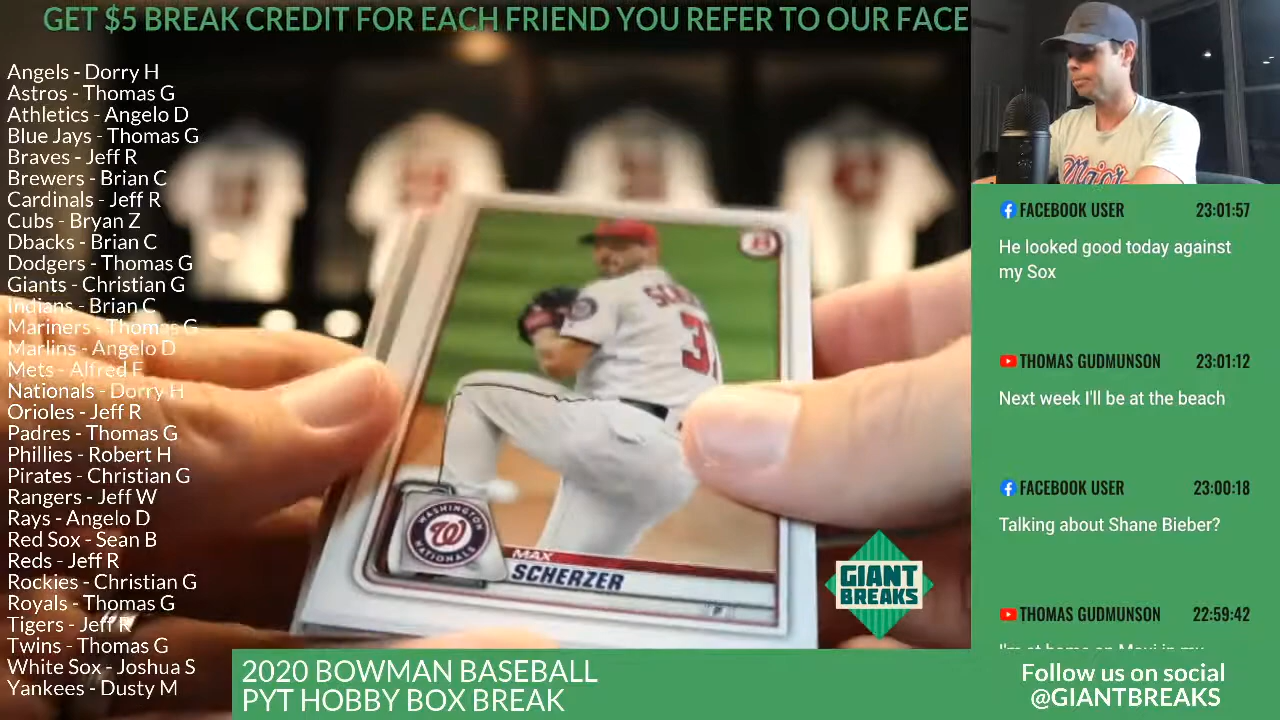 GET $5 BREAK CREDIT FOR EACH FRIEND YOU REFER TO OUR FACE
Angels - Dorry H
Astros - Thomas G
Athletics - Angelo D
Blue Jays - Thomas G
Braves - Jeff R
Brewers - Brian C
Cardinals - Jeff R
Cubs - Bryan Z
Dbacks - Brian C
Dodgers - Thomas G
Giants - Christian G
Indians - Brian C
Mariners - Thomas G
Marlins - Angelo D
Mets - Alfred F
Nationals - Dorry H
Orioles - Jeff R
Padres - Thomas G
Phillies - Robert H
Pirates - Christian G
Rangers - Jeff W
Rays - Angelo D
Red Sox - Sean B
Reds - Jeff R
Rockies - Christian G
Royals - Thomas G
Tigers - Jeff R
Twins - Thomas G
White Sox - Joshua S
Yankees - Dusty M
31
WASHINGTON
W
NATIONALS
MAX
SCHERZER
P
GIANT
BREAKS
2020 BOWMAN BASEBALL
PYT HOBBY BOX BREAK
Major
FACEBOOK USER 23:01:57
He looked good today against
my Sox
THOMAS GUDMUNSON 23:01:12
Next week I'll be at the beach
FACEBOOK USER 23:00:18
Talking about Shane Bieber?
THOMAS GUDMUNSON 22:59:42
Follow us on social
@GIANTBREAKS